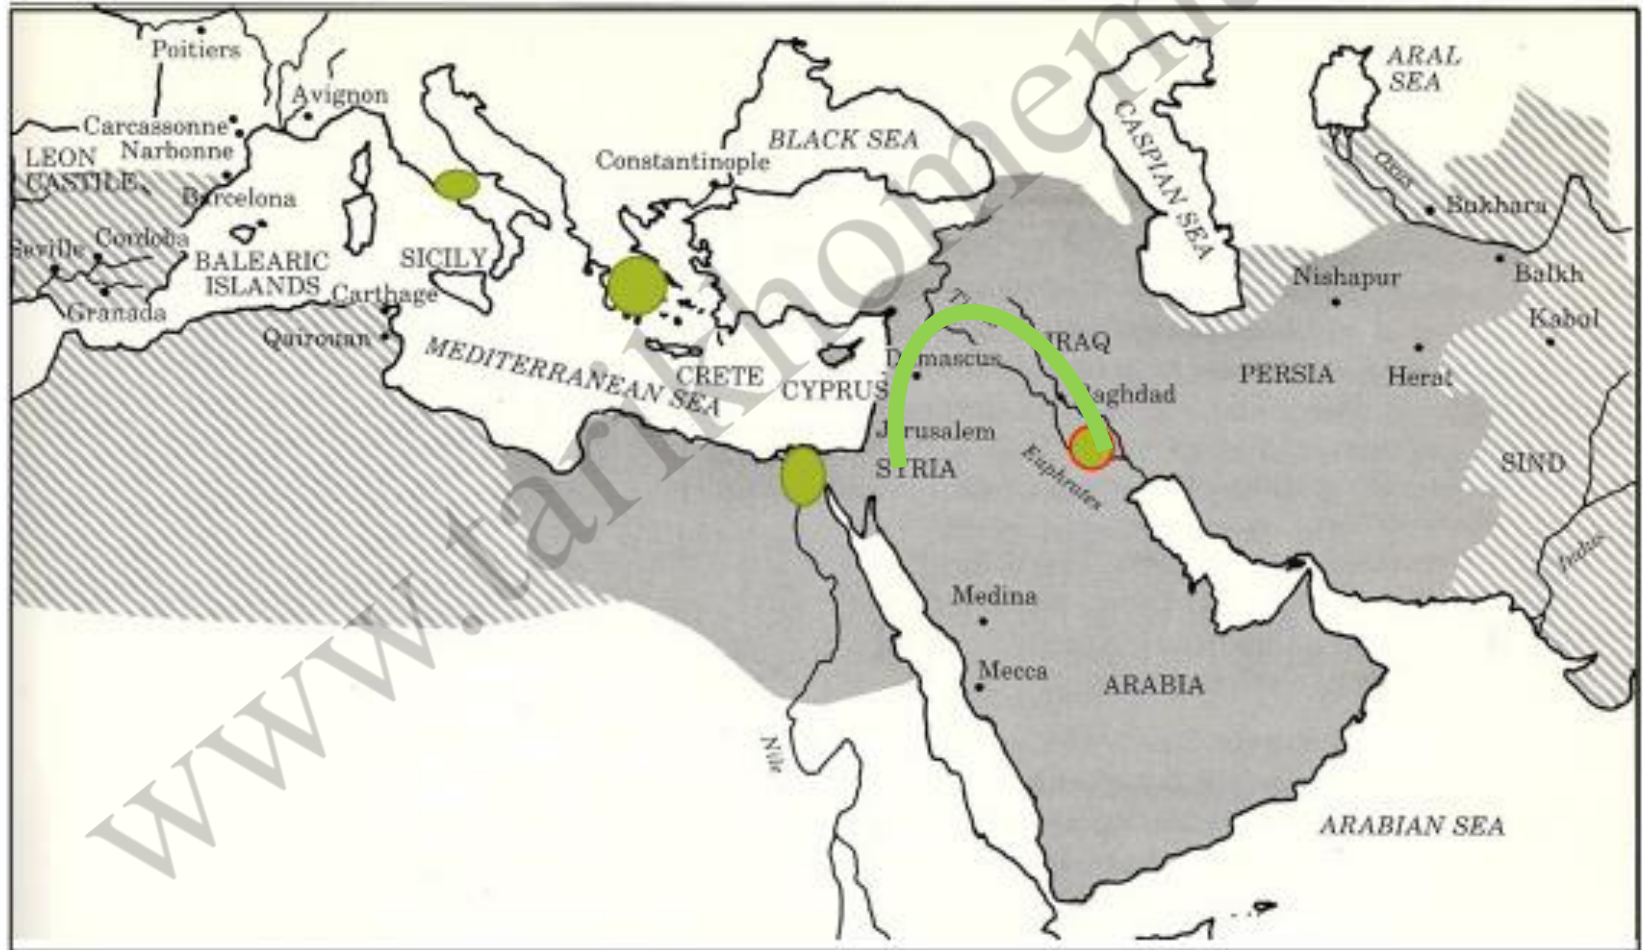 Poitiers
Avignon
Carcassonne
Narbonne
LEON
CASTILE
Barcelona
Seville
Cordoba
Granada
BALEARIC
ISLANDS
SICILY
Carthage
Qairouan
MEDITERRANEAN SEA
Constantinople
BLACK SEA
CRETE
CYPRUS
CASPIAN SEA
ARAL
SEA
Oxus
Bukhara
Balkh
Nishapur
Kabul
Herat
PERSIA
SIND
Indus
IRAQ
Damascus
Baghdad
Jerusalem
SYRIA
Euphrates
Medina
Mecca
ARABIA
Nile
ARABIAN SEA